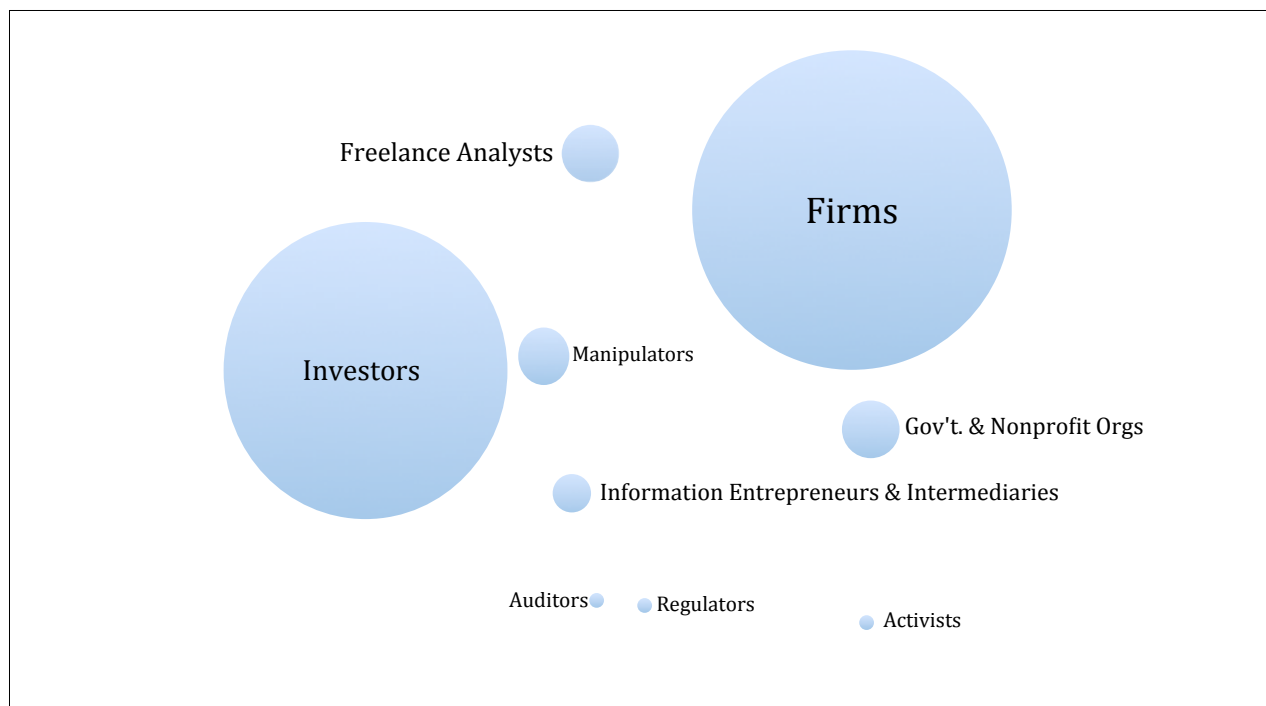 Freelance Analysts
Firms
Manipulators
Investors
Gov't. & Nonprofit Orgs
Information Entrepreneurs & Intermediaries
Auditors
Regulators
Activists